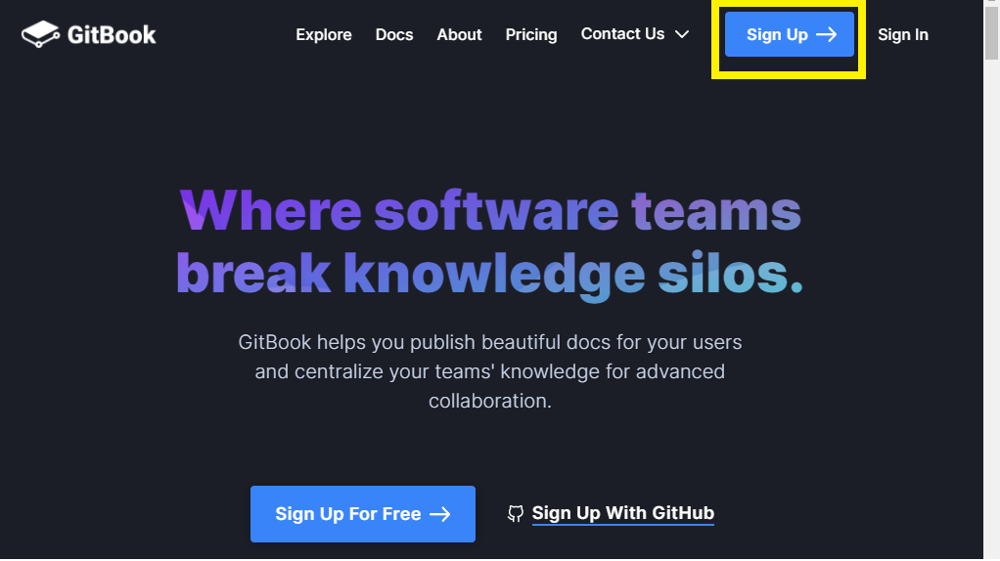 GitBook
Explore Docs About Pricing Contact Us Sign Up Sign In
Where software teams
break knowledge silos.
GitBook helps you publish beautiful docs for your users
and centralize your teams' knowledge for advanced
collaboration.
Sign Up For Free
Sign Up With GitHub